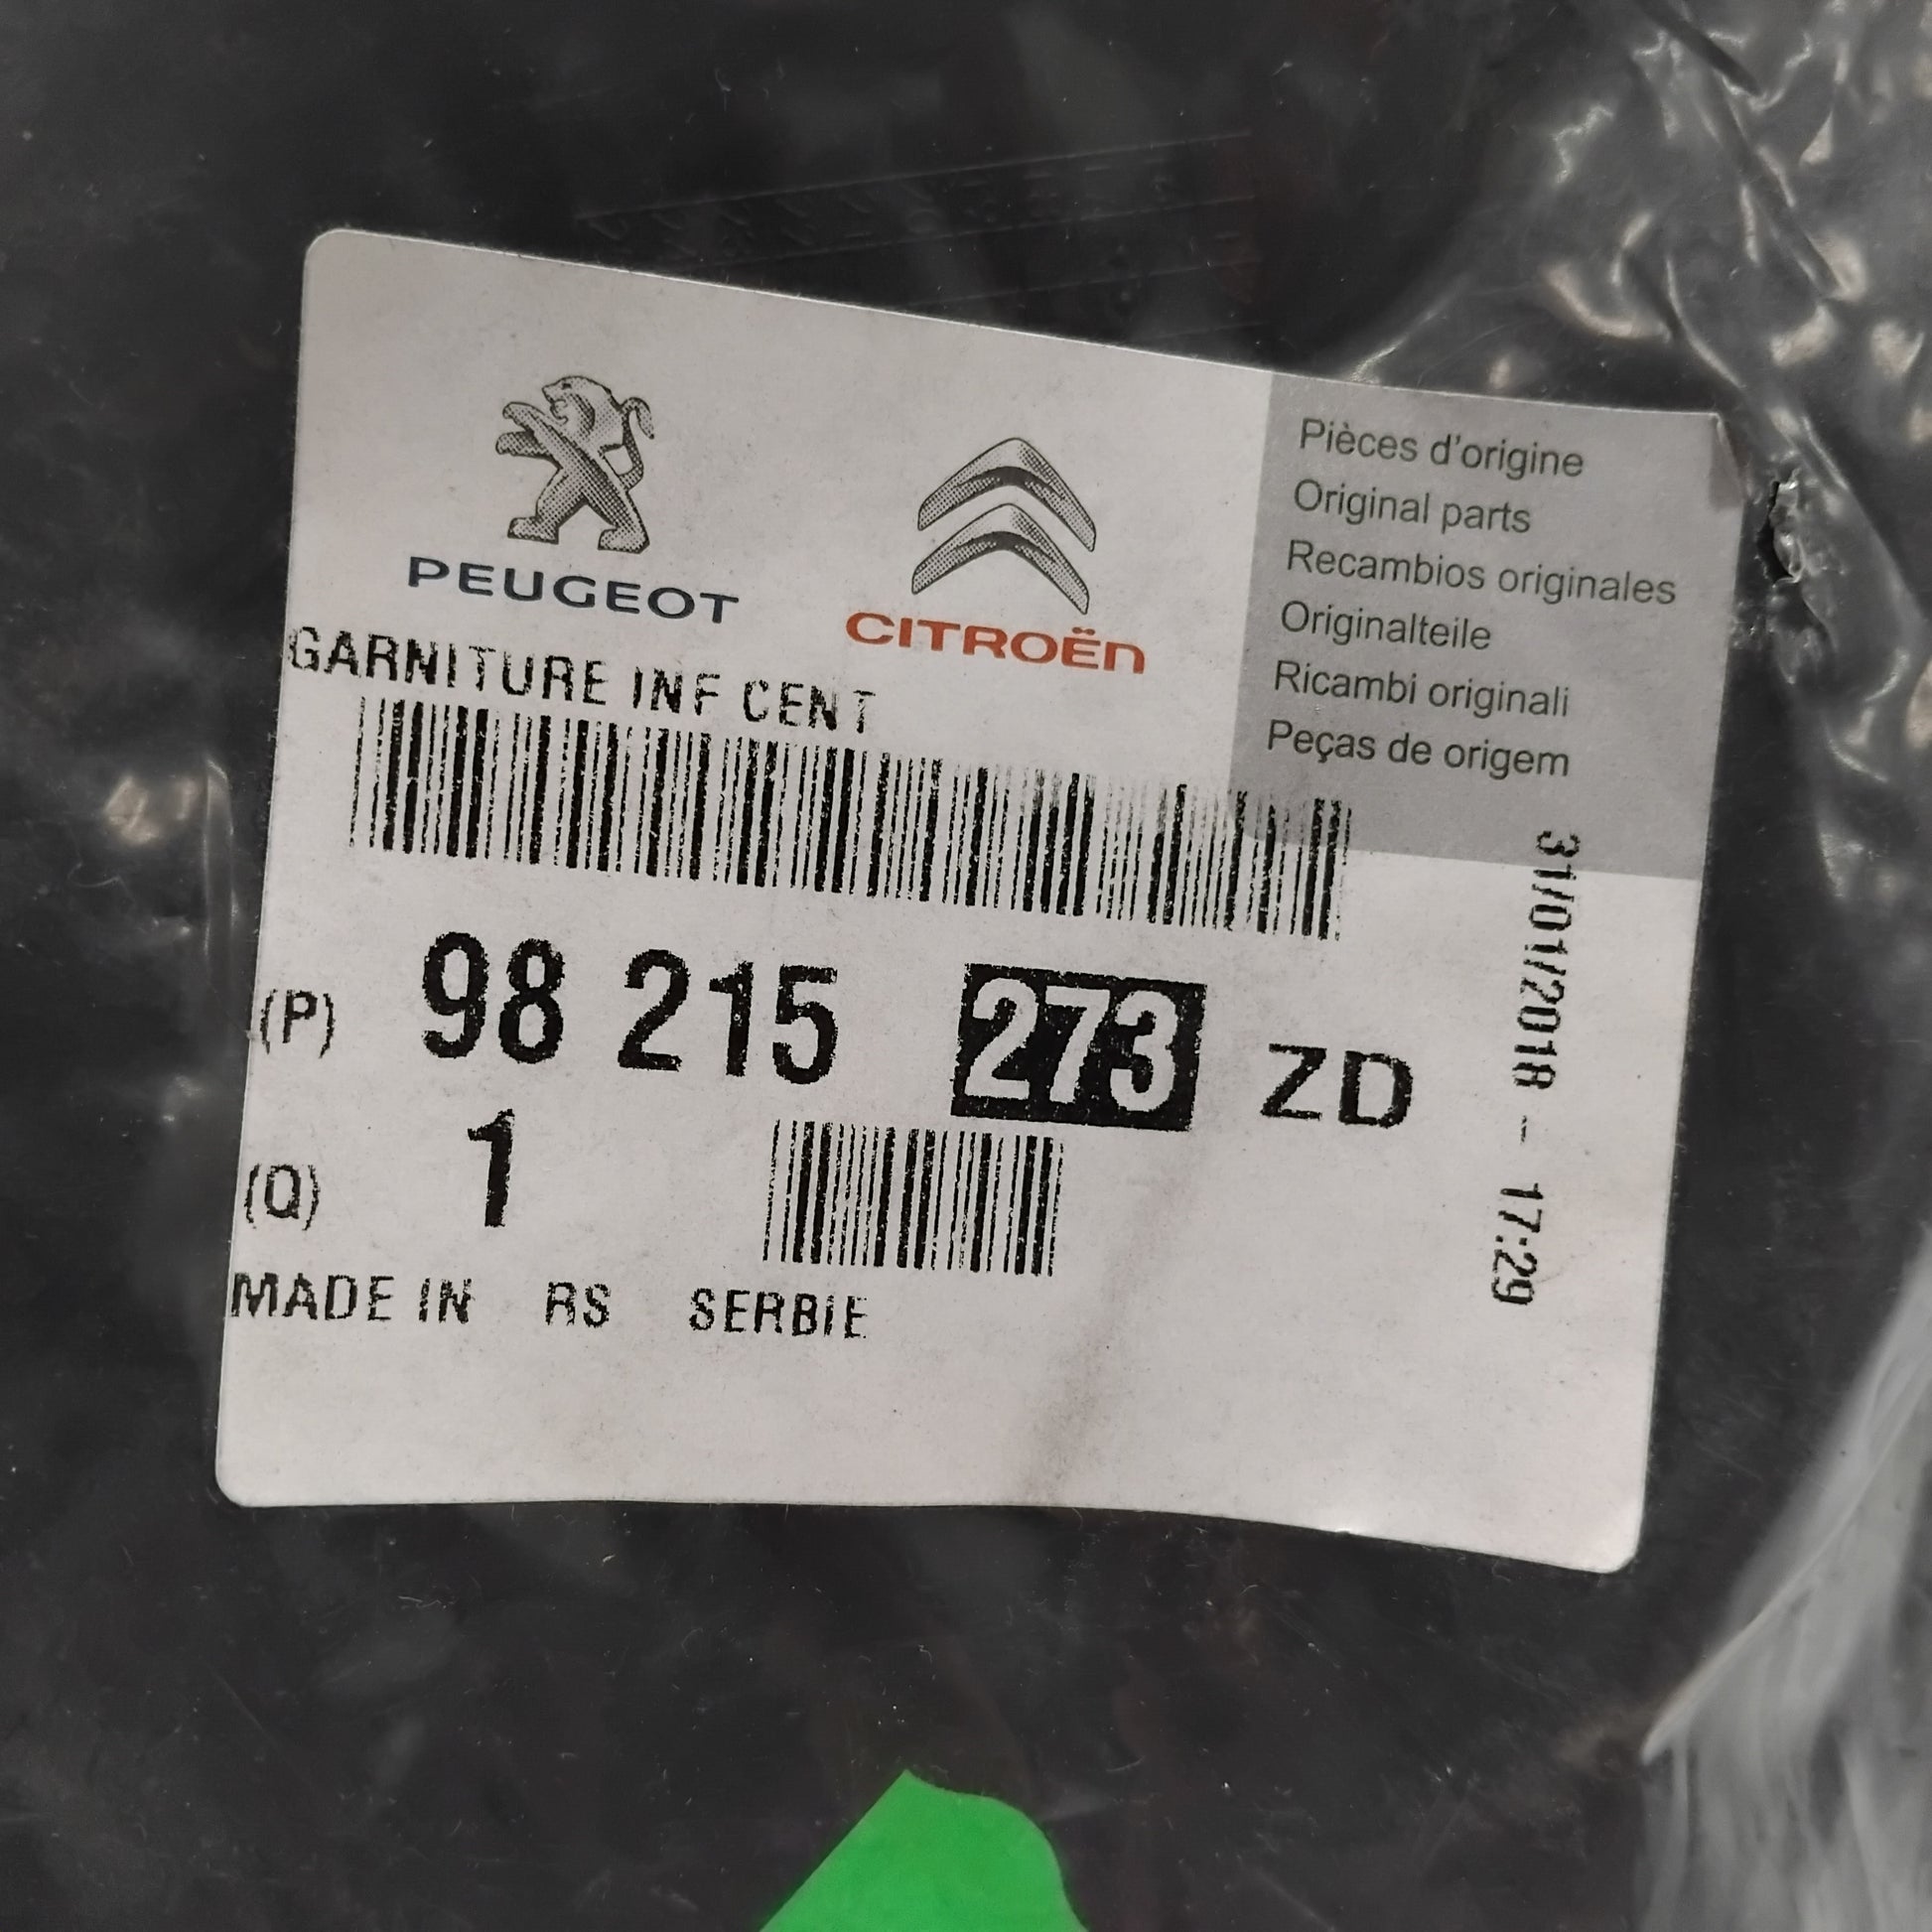 PEUGEOT
CITROËN
Pièces d'origine
Original parts
Recambios originales
Originalteile
Ricambi originali
Peças de origem
GARNITURE INF CENT
(P) 98 215 273 ZD
(Q) 1
MADE IN RS SERBIE
31/01/2018 - 17:29